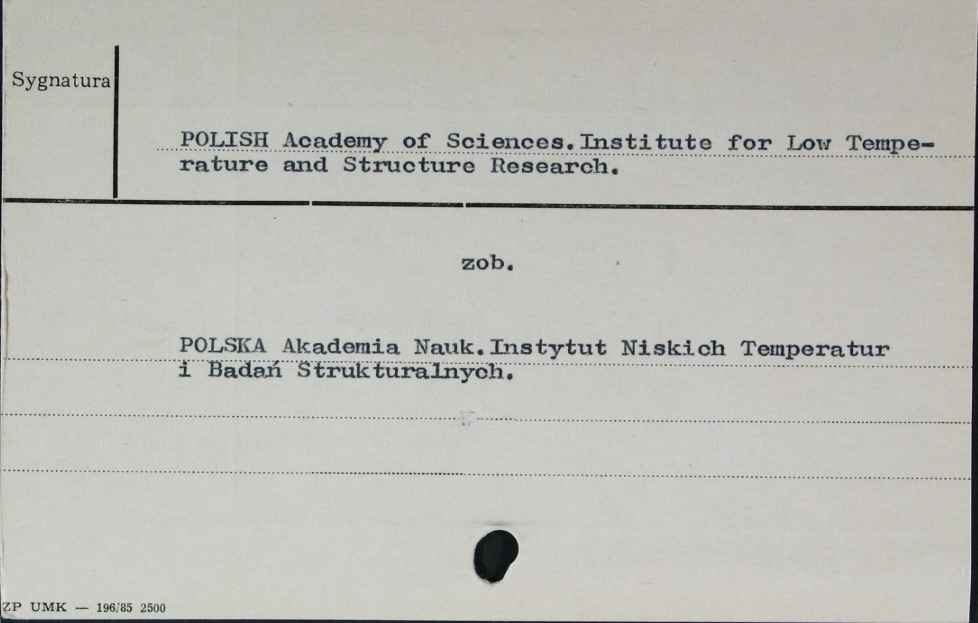 Sygnatura
POLISH Academy of Sciences.Institute for Low Tempe-
rature and Structure Research.
zob.
POLSKA Akademia Nauk.Instytut Niskich Temperatur
i Badań Strukturalnych.
ZP UMK — 196/85 2500